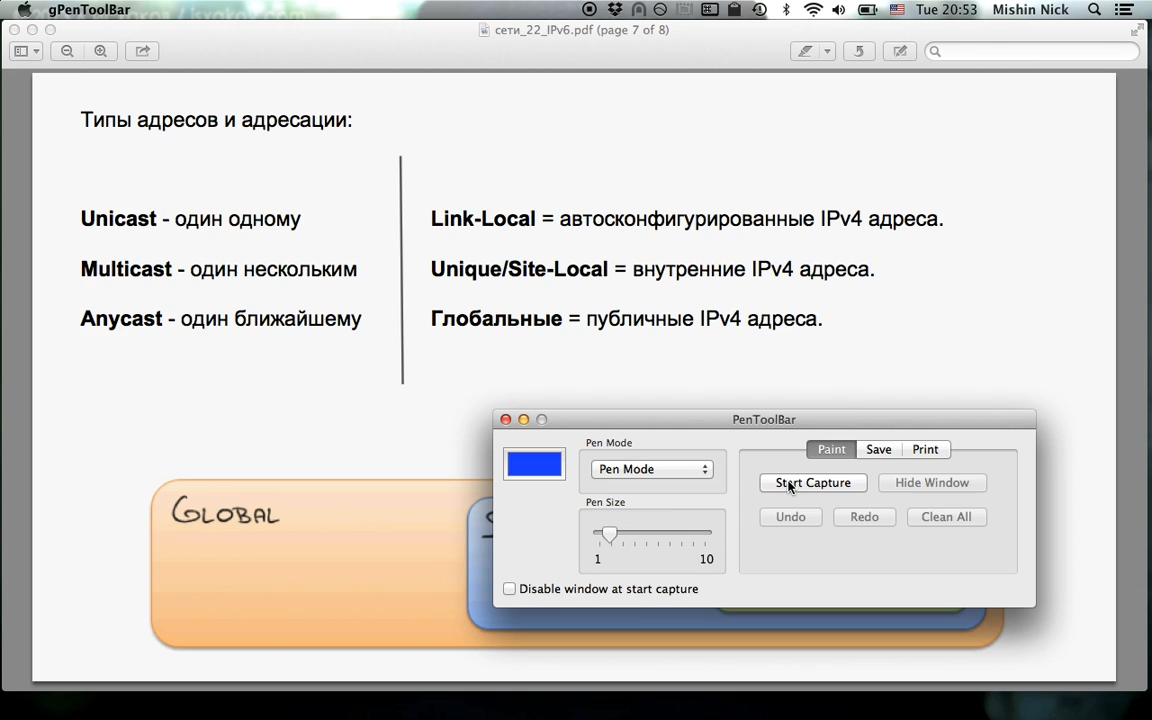 gPenToolBar
Tue 20:53
Mishin Nick
сети_22_IPv6.pdf (page 7 of 8)
Типы адресов и адресации:
Unicast - один одному
Multicast - один нескольким
Anycast - один ближайшему
Link-Local = автосконфигурированные IPv4 адреса.
Unique/Site-Local = внутренние IPv4 адреса.
Глобальные = публичные IPv4 адреса.
GLOBAL
PenToolBar
Pen Mode
Pen Mode
Pen Size
1
10
Disable window at start capture
Paint
Save
Print
Start Capture
Hide Window
Undo
Redo
Clean All